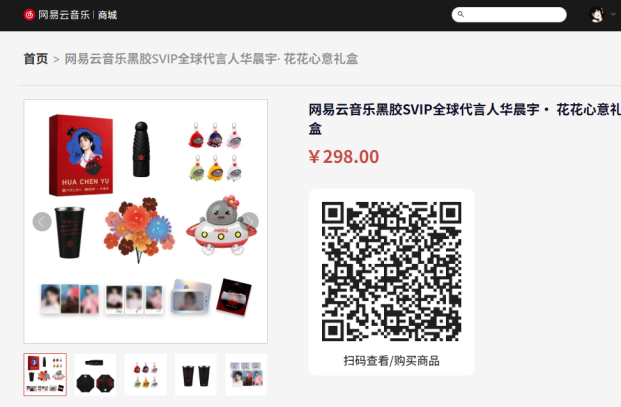 网易云音乐 | 商城
首页 > 网易云音乐黑胶SVIP全球代言人华晨宇· 花花心意礼盒
网易云音乐黑胶SVIP全球代言人华晨宇· 花花心意礼
盒
¥298.00
HUA CHEN YU
扫码查看/购买商品